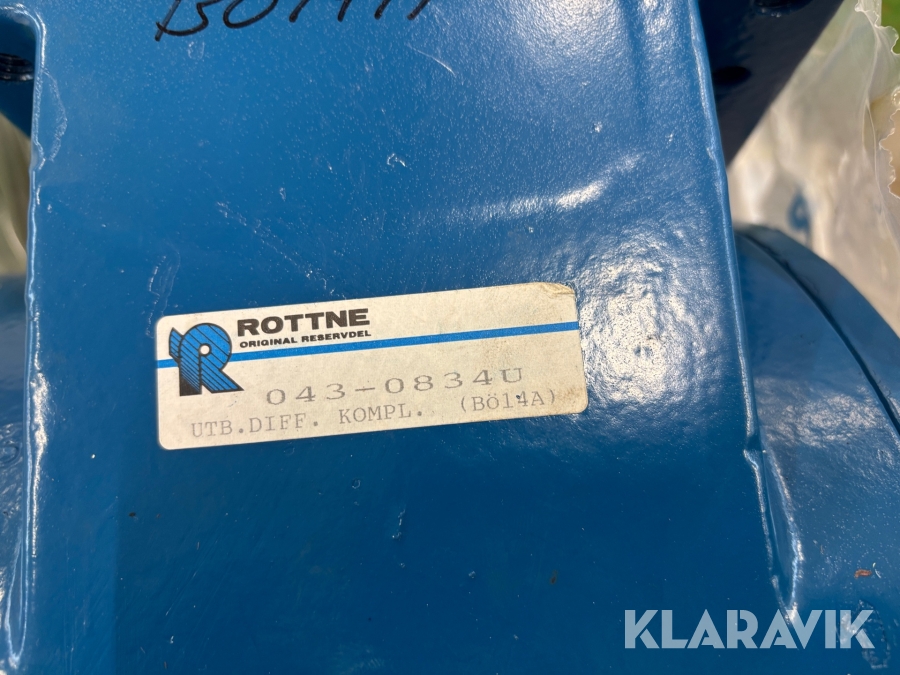 ROTTNE
ORIGINAL RESERVDEL
043-0834U
UTB.DIFF. KOMPL. (BÖ14A)
KLARAVIK